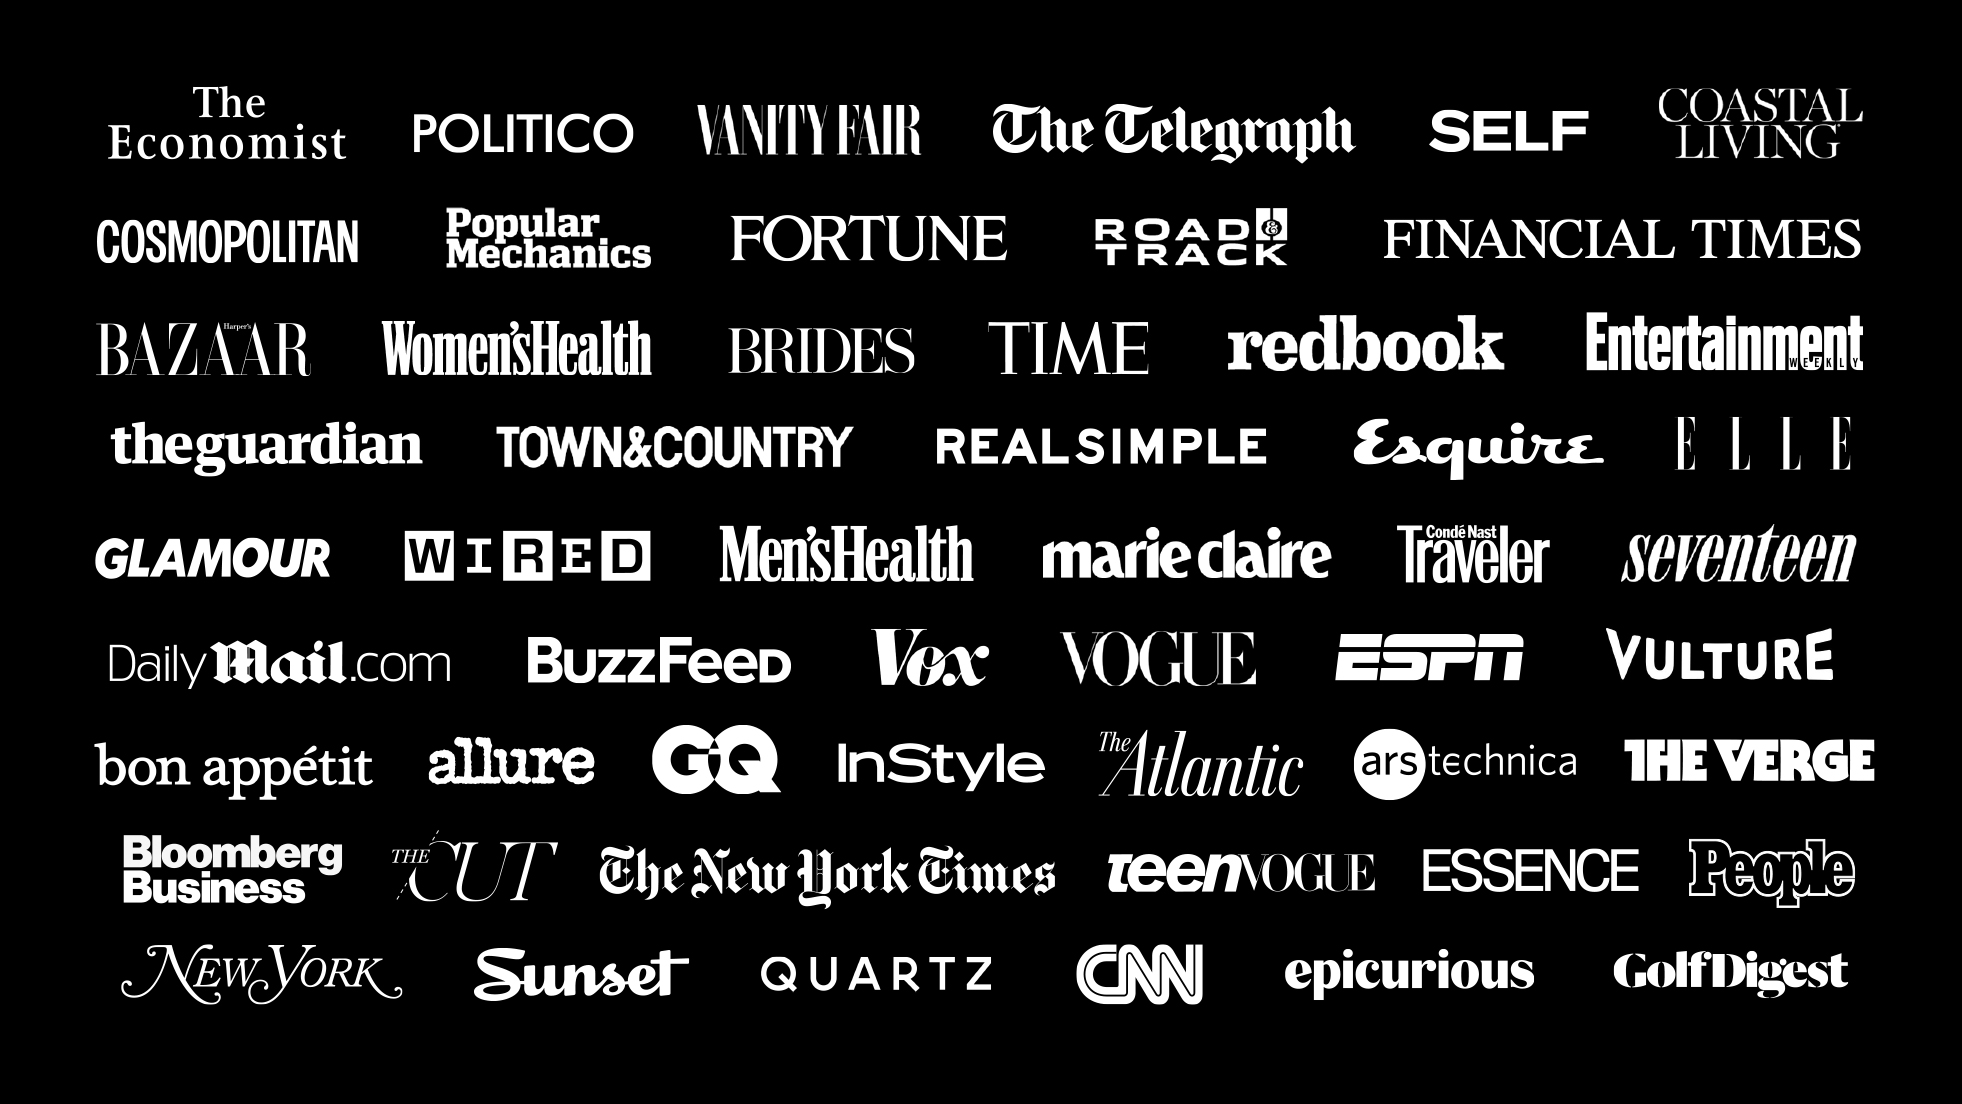 The Economist POLITICO VANITY FAIR The Telegraph SELF COASTAL LIVING
COSMOPOLITAN Popular Mechanics FORTUNE ROAD & TRACK FINANCIAL TIMES
Harper's BAZAAR Women'sHealth BRIDES TIME redbook Entertainment WEEKLY
theguardian TOWN&COUNTRY REALSIMPLE Esquire ELLE
GLAMOUR WIRED Men'sHealth marie claire Condé Nast Traveler seventeen
DailyMail.com BuzzFeed Vox VOGUE ESPN VULTURE
bon appétit allure GQ InStyle The Atlantic ars technica THE VERGE
Bloomberg Business THE CUT The New York Times teenVOGUE ESSENCE People
NEW YORK Sunset QUARTZ CNN epicurious GolfDigest